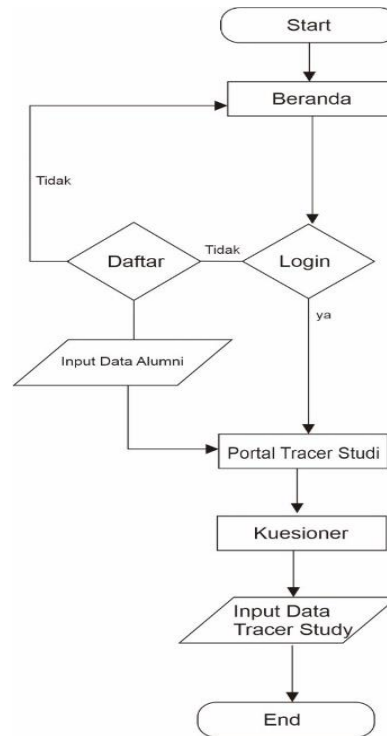 Start
Beranda
Tidak
Daftar
Tidak
Login
ya
Input Data Alumni
Portal Tracer Studi
Kuesioner
Input Data
Tracer Study
End